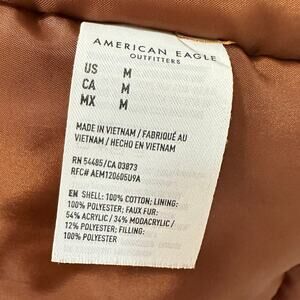 AMERICAN EAGLE
OUTFITTERS
US M
CA M
MX M
MADE IN VIETNAM / FABRIQUÉ AU
VIETNAM / HECHO EN VIETNAM
RN 54485/CA 03873
RFC# AEM120605U9A
EN SHELL: 100% COTTON; LINING:
100% POLYESTER; FAUX FUR:
54% ACRYLIC / 34% MODACRYLIC /
12% POLYESTER; FILLING:
100% POLYESTER